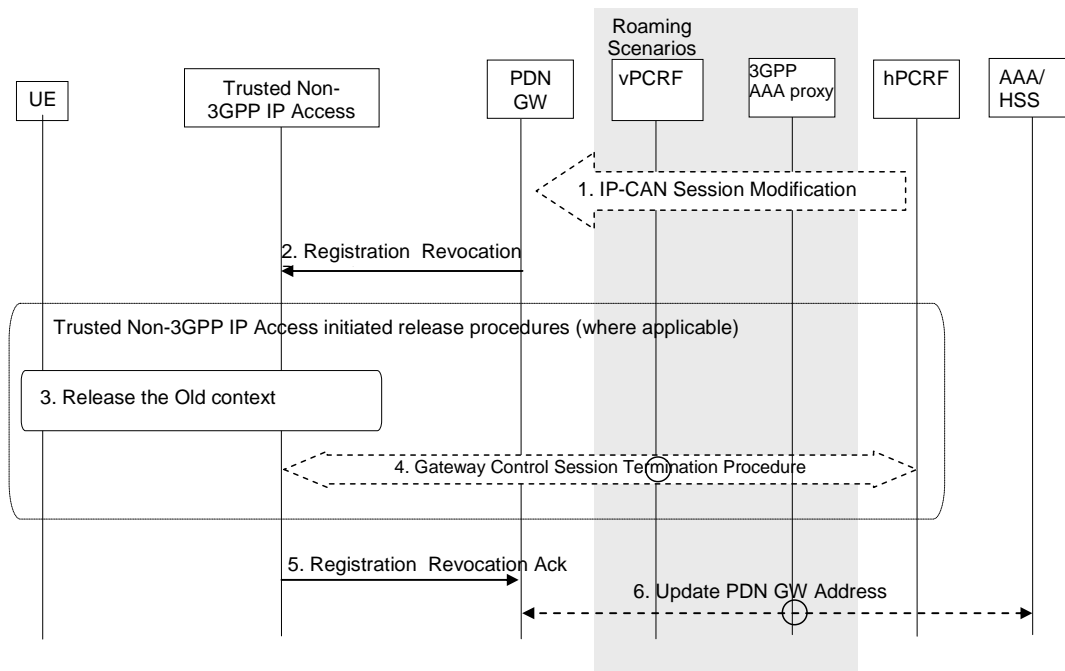 Roaming
Scenarios
UE
Trusted Non-
3GPP IP Access
PDN
GW
vPCRF
3GPP
AAA proxy
hPCRF
AAA/
HSS
1. IP-CAN Session Modification
2. Registration Revocation
Trusted Non-3GPP IP Access initiated release procedures (where applicable)
3. Release the Old context
4. Gateway Control Session Termination Procedure
5. Registration Revocation Ack
6. Update PDN GW Address